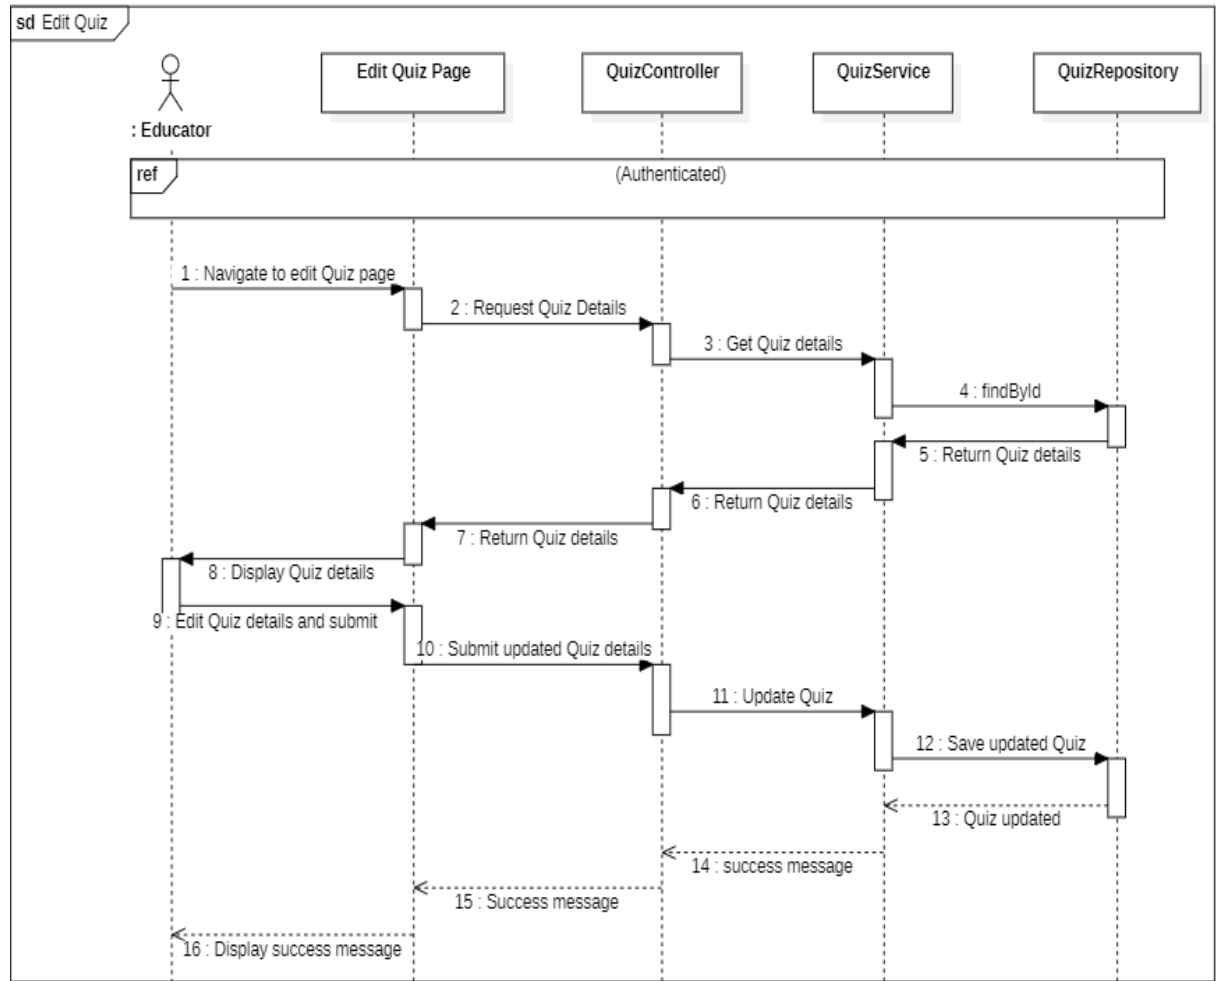 sd Edit Quiz
Edit Quiz Page
QuizController
QuizService
QuizRepository
: Educator
ref
(Authenticated)
1 : Navigate to edit Quiz page
2 : Request Quiz Details
3 : Get Quiz details
4 : findById
5 : Return Quiz details
6 : Return Quiz details
7 : Return Quiz details
8 : Display Quiz details
9 : Edit Quiz details and submit
10 : Submit updated Quiz details
11 : Update Quiz
12 : Save updated Quiz
13 : Quiz updated
14 : success message
15 : Success message
16 : Display success message